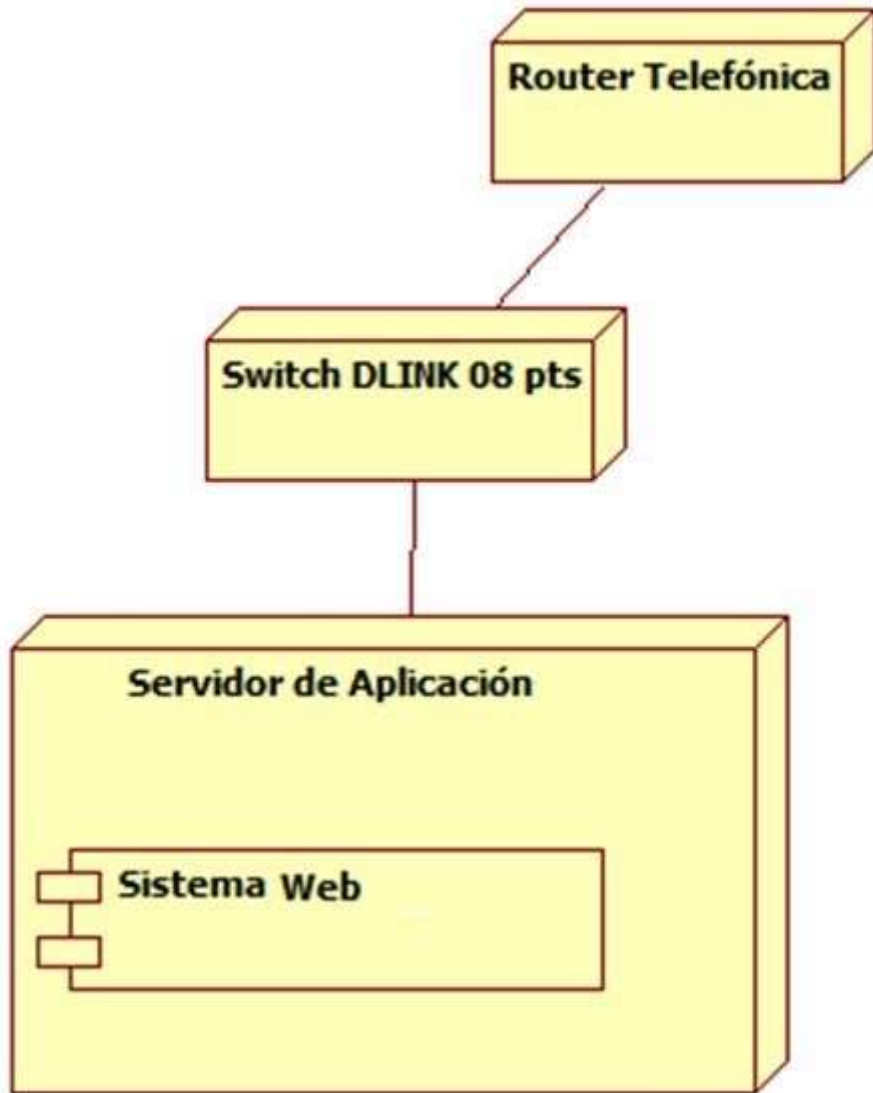 Router Telefónica
Switch DLINK 08 pts
Servidor de Aplicación
Sistema Web